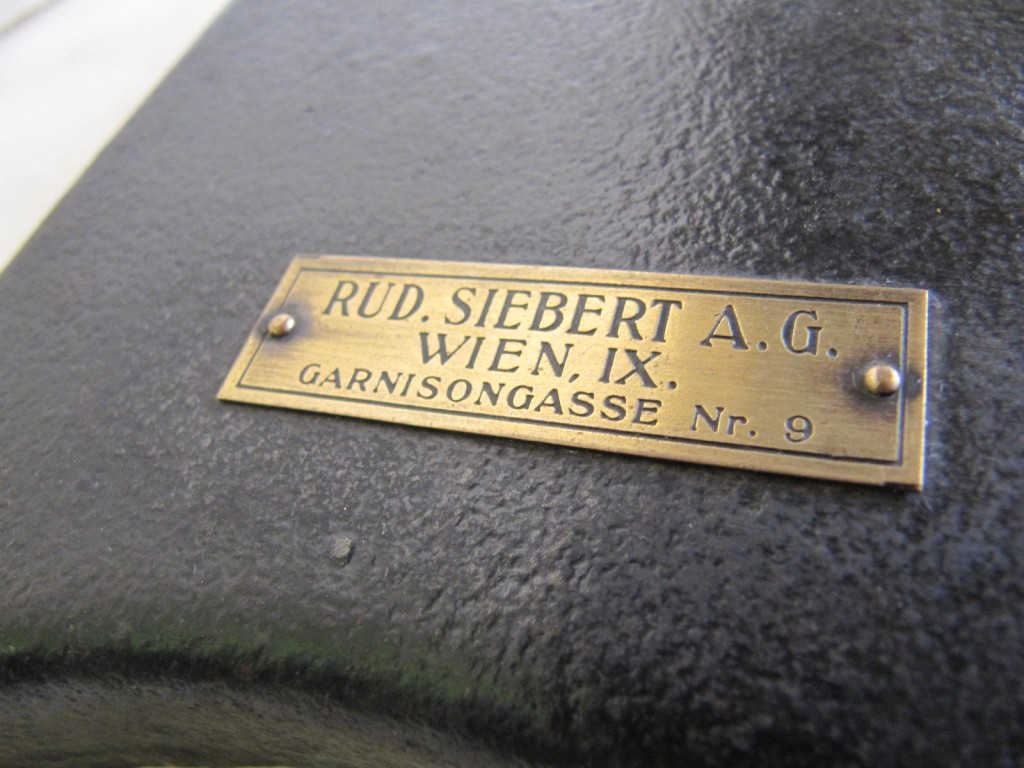 RUD. SIEBERT A.G.
WIEN, IX.
GARNISONGASSE Nr. 9